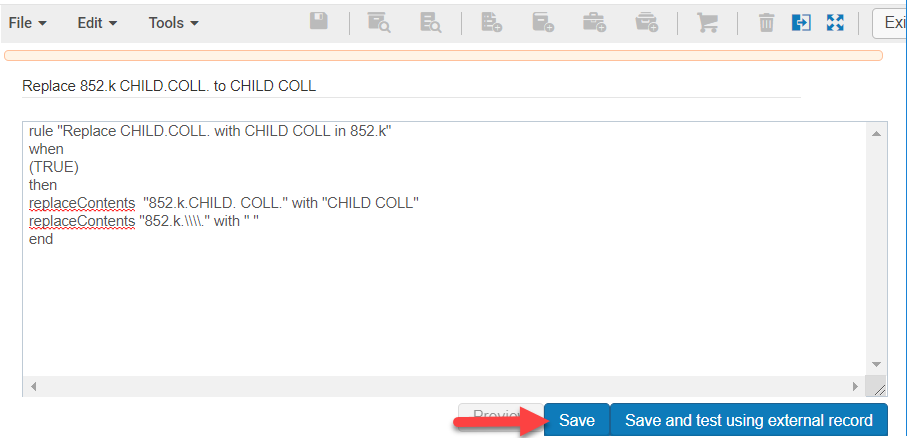 File Edit Tools Exi
Replace 852.k CHILD.COLL. to CHILD COLL
rule "Replace CHILD.COLL. with CHILD COLL in 852.k"
when
(TRUE)
then
replaceContents  "852.k.CHILD. COLL." with "CHILD COLL"
replaceContents "852.k.\\\\." with " "
end
Save Save and test using external record